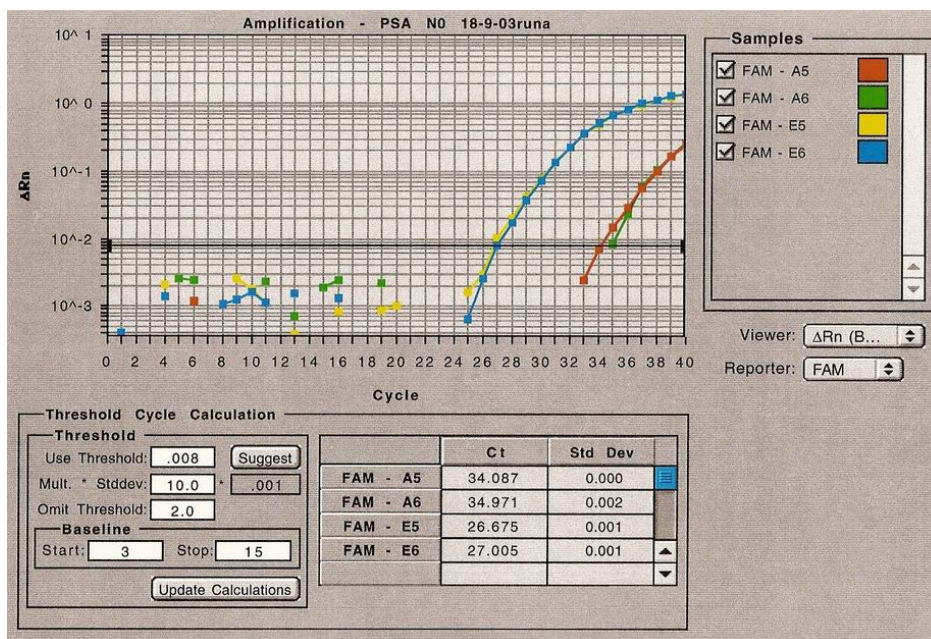 Amplification - PSA N0 18-9-03runa
10^ 1
10^ 0
10^-1
10^-2
10^-3
ΔRn
0 2 4 6 8 10 12 14 16 18 20 22 24 26 28 30 32 34 36 38 40
Cycle
Samples
FAM - A5
FAM - A6
FAM - E5
FAM - E6
Viewer: ΔRn (B...
Reporter: FAM
Threshold Cycle Calculation
Threshold
Use Threshold: .008 Suggest
Mult. * Stddev: 10.0 * .001
Omit Threshold: 2.0
Baseline
Start: 3 Stop: 15
Update Calculations
Ct Std Dev
FAM - A5 34.087 0.000
FAM - A6 34.971 0.002
FAM - E5 26.675 0.001
FAM - E6 27.005 0.001